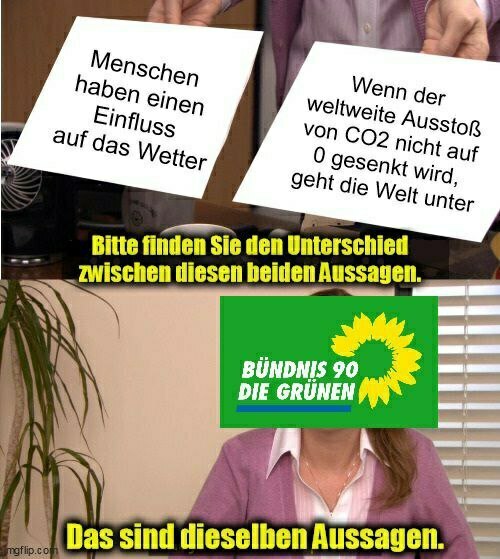 Menschen
haben einen
Einfluss
auf das Wetter
Wenn der
weltweite Ausstoß
von CO2 nicht auf
0 gesenkt wird,
geht die Welt unter
Bitte finden Sie den Unterschied
zwischen diesen beiden Aussagen.
BÜNDNIS 90
DIE GRÜNEN
Das sind dieselben Aussagen.
imgflip.com